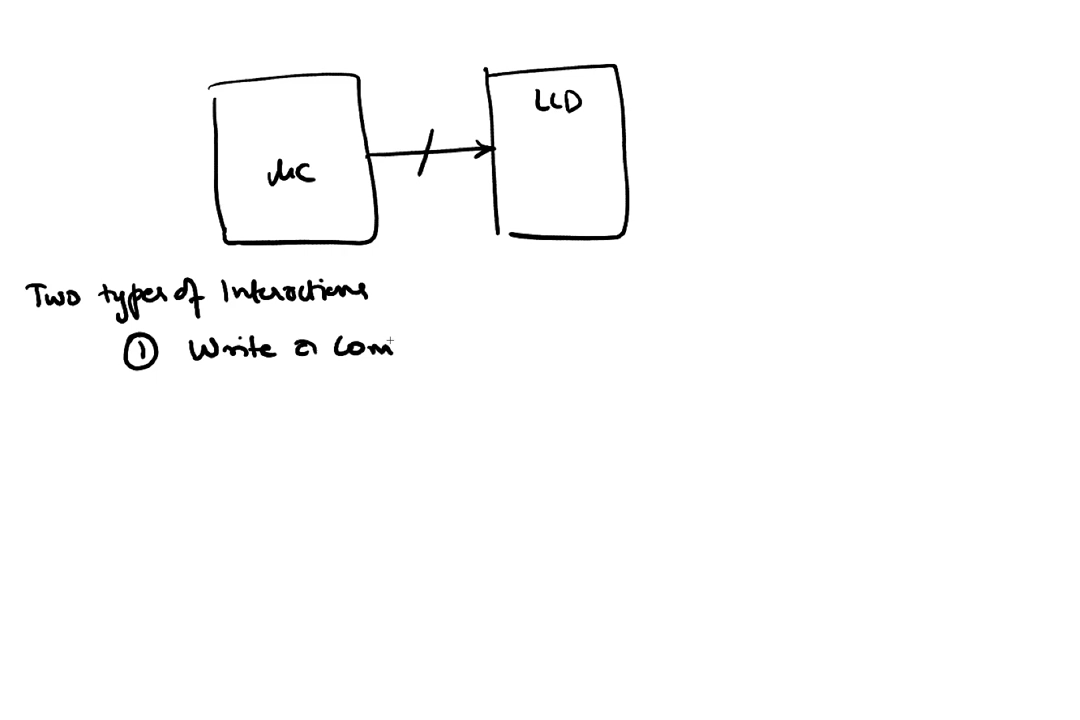 LCD
μC
Two types of Interactions
① Write a Com